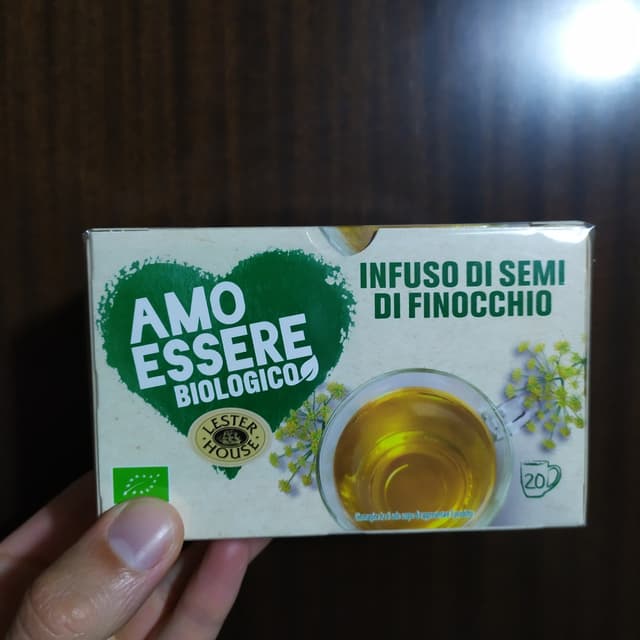 AMO
ESSERE
BIOLOGICO
LESTER
HOUSE
INFUSO DI SEMI
DI FINOCCHIO
20